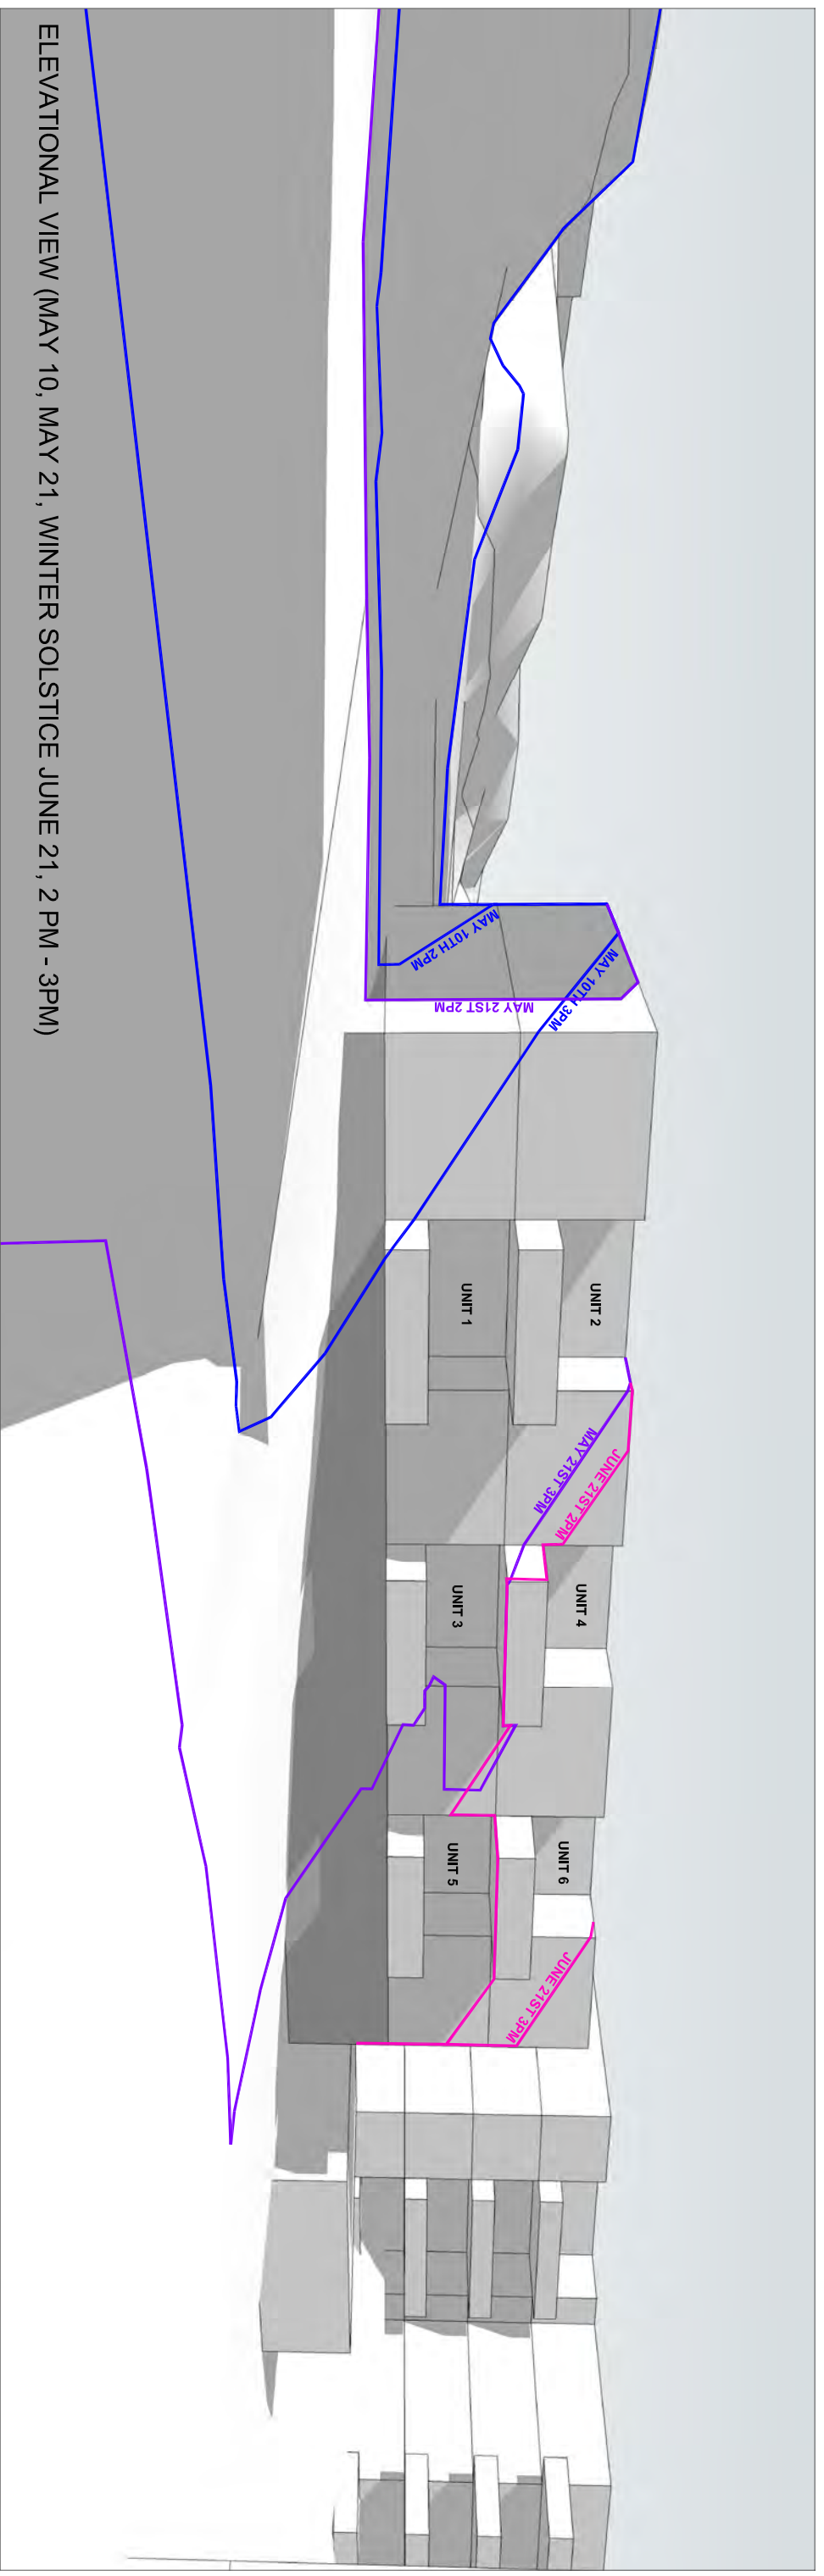 MAY 10TH 2PM
MAY 21ST 2PM
MAY 10TH 3PM
UNIT 2
UNIT 1
MAY 21ST 3PM
JUNE 21ST 2PM
UNIT 4
UNIT 3
UNIT 6
UNIT 5
JUNE 21ST 3PM
ELEVATIONAL VIEW (MAY 10, MAY 21, WINTER SOLSTICE JUNE 21, 2 PM - 3PM)